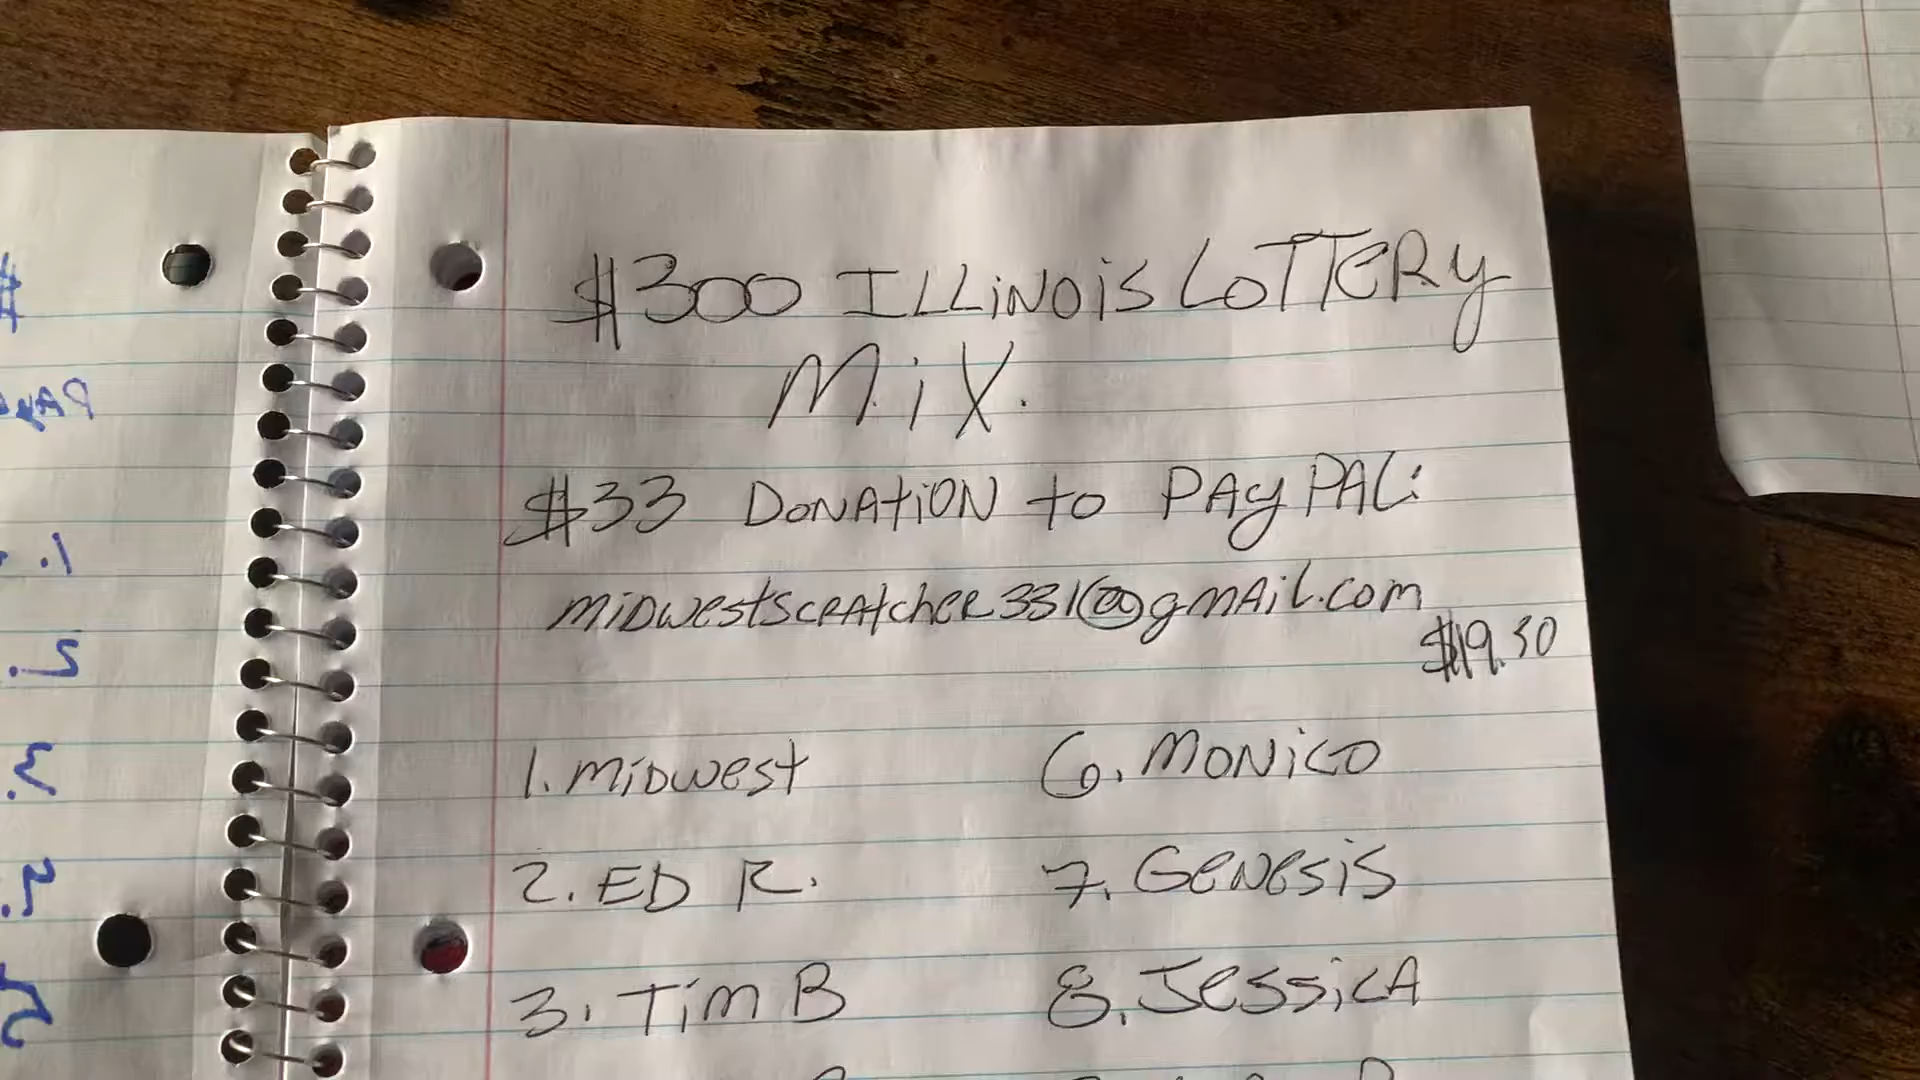 $300 ILLiNOiS LOTTERY
MiX.
$33 DONATION to PAYPAL:
MIDWESTSCRATCHER331@gmail.com
$19.30
1. MIDWEST
2. ED R.
3. Tim B
6. MONICO
7. GENESIS
8. JESSICA